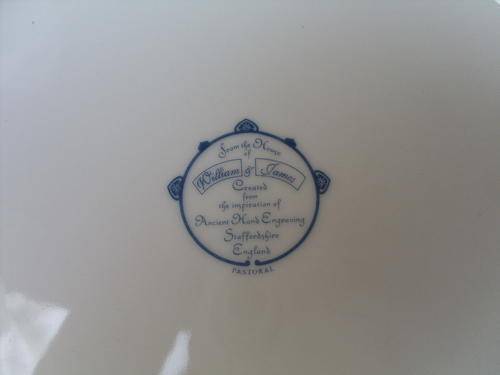 From the House
of
William & James
Created
from
the inspiration of
Ancient Hand Engraving
Staffordshire
England
PASTORAL